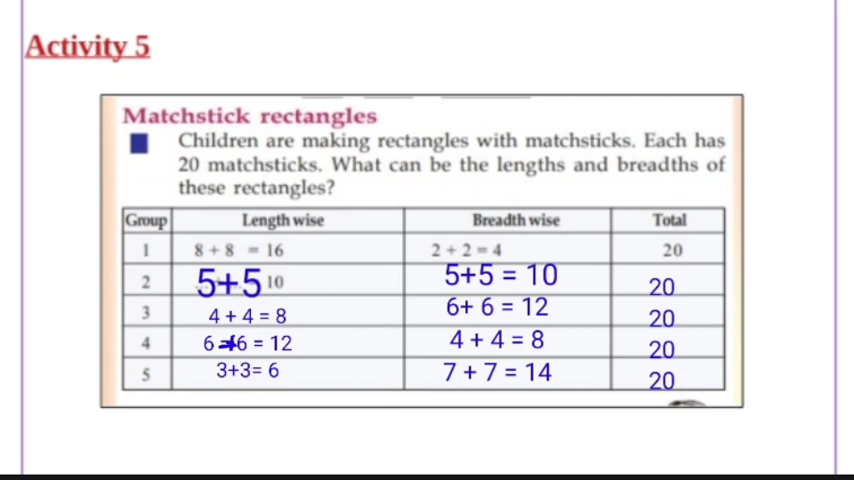 Activity 5
Matchstick rectangles
Children are making rectangles with matchsticks. Each has
20 matchsticks. What can be the lengths and breadths of
these rectangles?
Group Length wise Breadth wise Total
1 8 + 8 = 16 2 + 2 = 4 20
2 5+5 10 5+5 = 10 20
3 4 + 4 = 8 6+ 6 = 12 20
4 6+6 = 12 4 + 4 = 8 20
5 3+3= 6 7 + 7 = 14 20